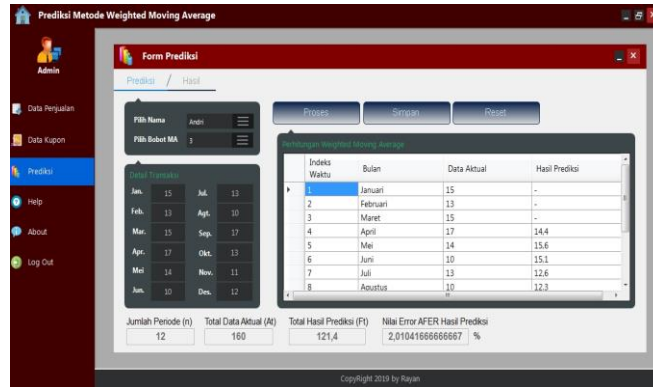 Prediksi Metode Weighted Moving Average
Admin
Data Penjualan
Data Kupon
Prediksi
Help
About
Log Out
Form Prediksi
Prediksi / Hasil
Pilih Nama Andri
Pilih Bobot MA 3
Proses Simpan Reset
Detail Transaksi
Jan. 15 Jul. 13
Feb. 13 Agt. 10
Mar. 15 Sep. 17
Apr. 17 Okt. 13
Mei 14 Nov. 11
Jun. 10 Des. 12
Perhitungan Weighted Moving Average
Indeks Waktu Bulan Data Aktual Hasil Prediksi
1 Januari 15 -
2 Februari 13 -
3 Maret 15 -
4 April 17 14,4
5 Mei 14 15,6
6 Juni 10 15,1
7 Juli 13 12,6
8 Agustus 10 12,3
Jumlah Periode (n) Total Data Aktual (At) Total Hasil Prediksi (Ft) Nilai Error AFER Hasil Prediksi
12 160 121,4 2,01041666666667 %
CopyRight 2019 by Rayan